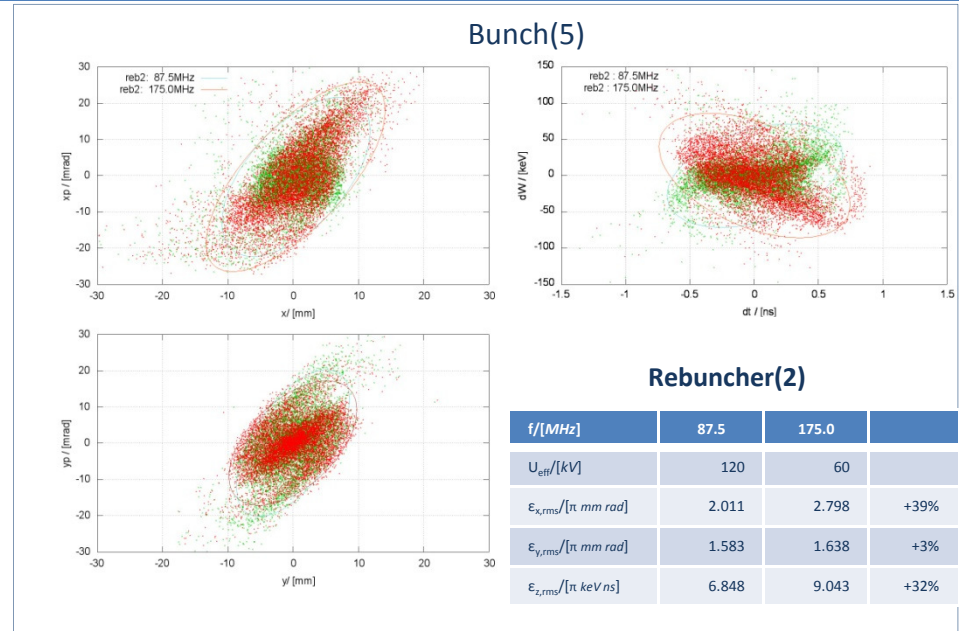 Bunch(5)
reb2: 87.5MHz
reb2: 175.0MHz
30
20
10
0
-10
-20
-30
xp / [mrad]
-30
-20
-10
0
10
20
30
x/ [mm]
reb2 : 87.5MHz
reb2 : 175.0MHz
150
100
50
0
-50
-100
-150
dW / [keV]
-1.5
-1
-0.5
0
0.5
1
1.5
dt / [ns]
30
20
10
0
-10
-20
-30
yp / [mrad]
-30
-20
-10
0
10
20
30
y/ [mm]
Rebuncher(2)
f/[MHz] 87.5 175.0
U_eff/[kV] 120 60
ε_x,rms/[π mm rad] 2.011 2.798 +39%
ε_y,rms/[π mm rad] 1.583 1.638 +3%
ε_z,rms/[π keV ns] 6.848 9.043 +32%